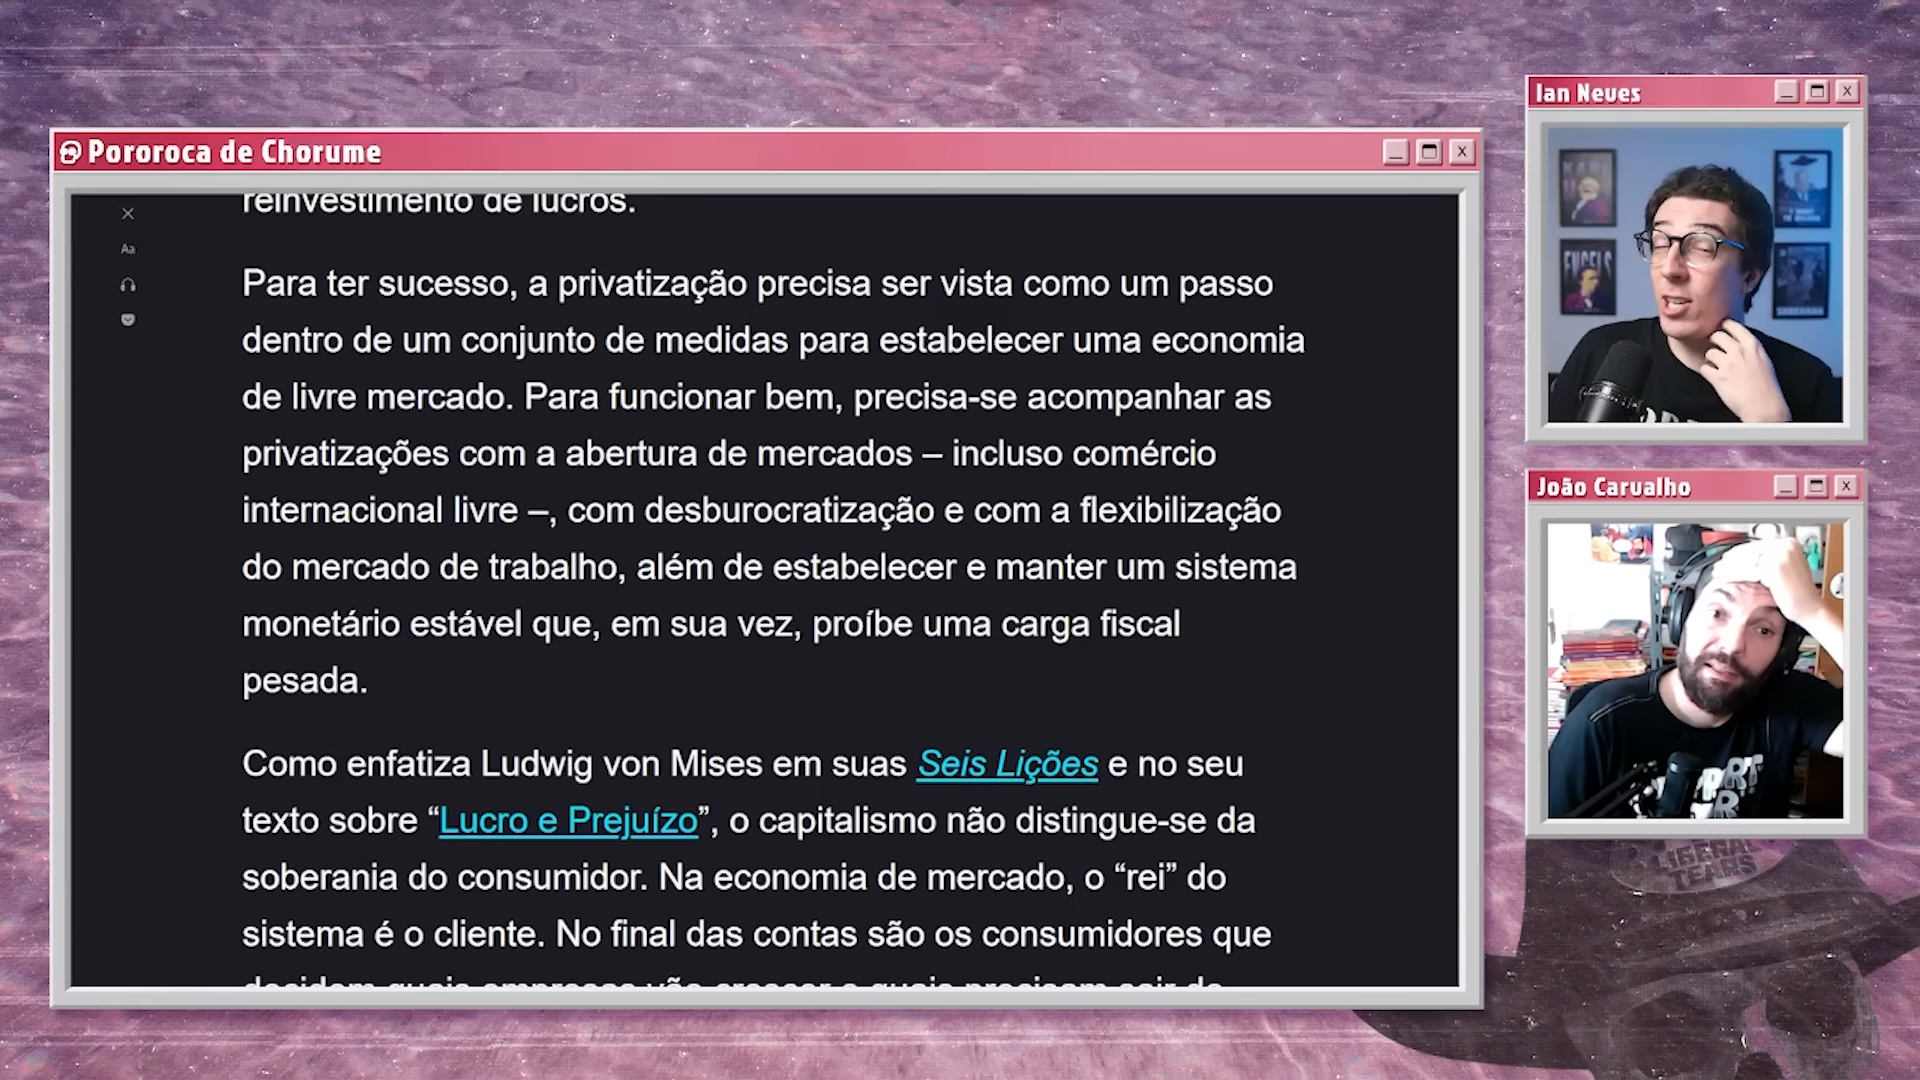 Pororoca de Chorume
reinvestimento de lucros.
Aa
Para ter sucesso, a privatização precisa ser vista como um passo
dentro de um conjunto de medidas para estabelecer uma economia
de livre mercado. Para funcionar bem, precisa-se acompanhar as
privatizações com a abertura de mercados – incluso comércio
internacional livre –, com desburocratização e com a flexibilização
do mercado de trabalho, além de estabelecer e manter um sistema
monetário estável que, em sua vez, proíbe uma carga fiscal
pesada.
Como enfatiza Ludwig von Mises em suas Seis Lições e no seu
texto sobre “Lucro e Prejuízo”, o capitalismo não distingue-se da
soberania do consumidor. Na economia de mercado, o “rei” do
sistema é o cliente. No final das contas são os consumidores que
Ian Neves
KARL
ENGELS
João Carvalho
LIBERAL
TEARS